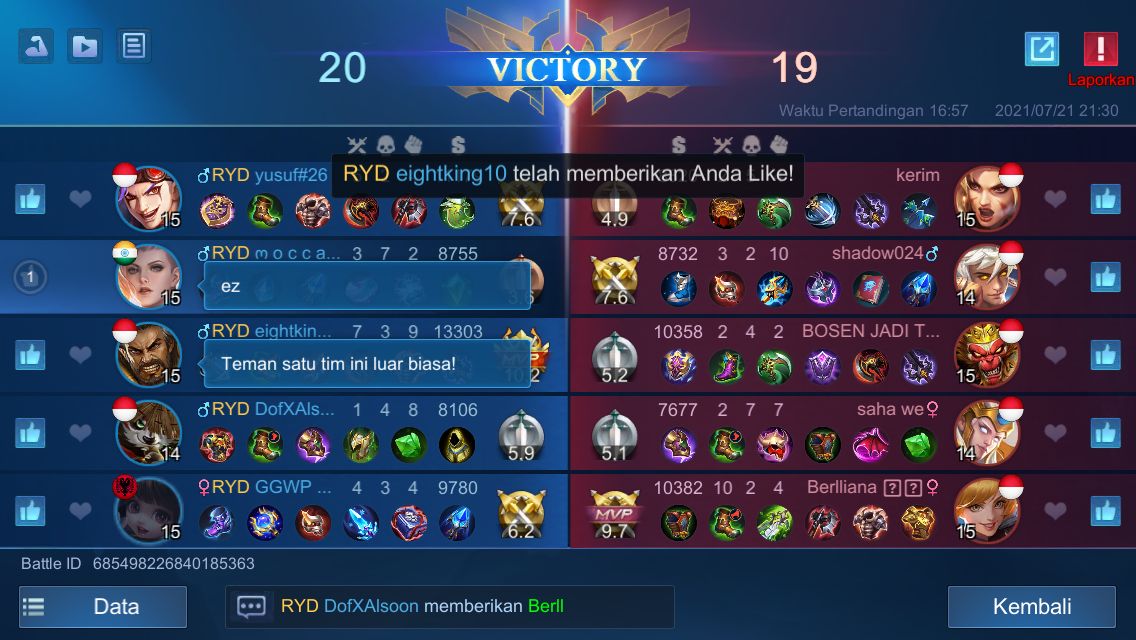 20 VICTORY 19
Laporkan
Waktu Pertandingan 16:57 2021/07/21 21:30
RYD eightking10 telah memberikan Anda Like!
15 RYD yusuf#26 7.6
4.9 kerim 15
1 15 RYD mocca... 3 7 2 8755
ez
7.6 8732 3 2 10 shadow024 14
15 RYD eightkin... 7 3 9 13303 MVP 10.2
Teman satu tim ini luar biasa!
5.2 10358 2 4 2 BOSEN JADI T... 15
14 RYD DofXAls... 1 4 8 8106 5.9
5.1 7677 2 7 7 saha we 14
15 RYD GGWP ... 4 3 4 9780 6.2
MVP 9.7 10382 10 2 4 Berlliana 15
Battle ID 685498226840185363
Data
RYD DofXAlsoon memberikan Berll
Kembali